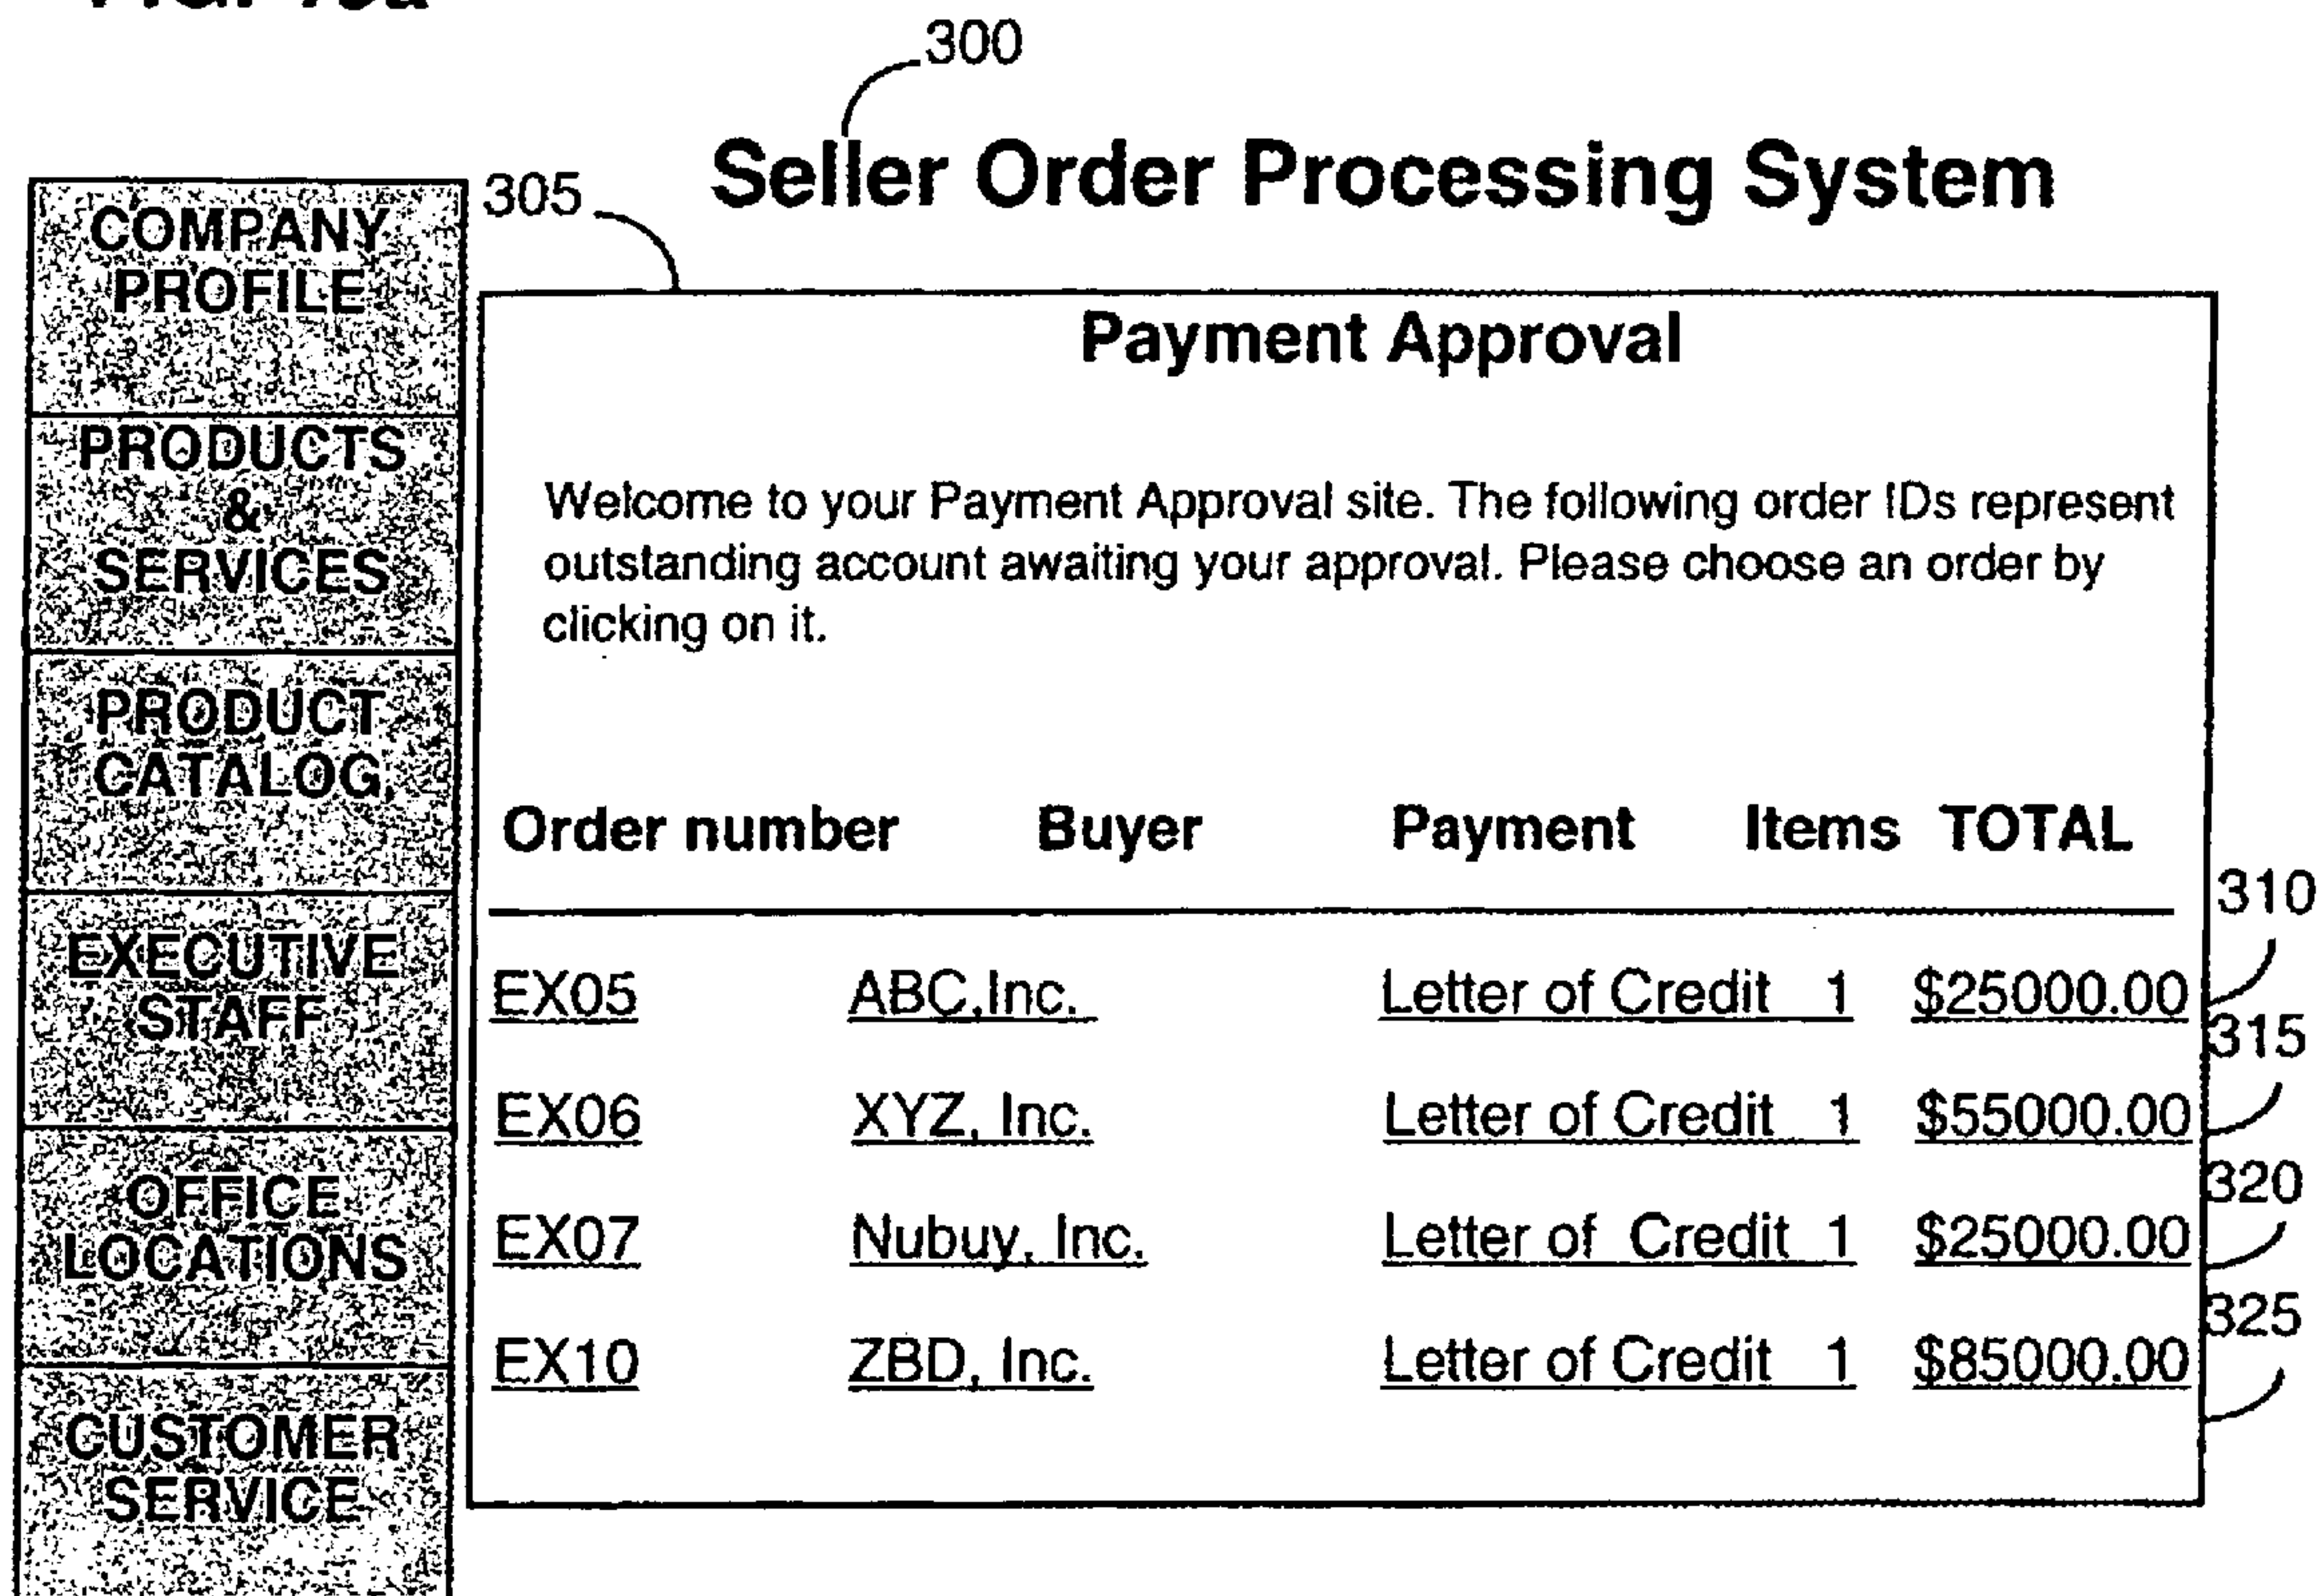 300
Seller Order Processing System
COMPANY
PROFILE
PRODUCTS
&
SERVICES
PRODUCT
CATALOG
EXECUTIVE
STAFF
OFFICE
LOCATIONS
CUSTOMER
SERVICE
305
Payment Approval
Welcome to your Payment Approval site. The following order IDs represent
outstanding account awaiting your approval. Please choose an order by
clicking on it.
Order number Buyer Payment Items TOTAL
310
EX05 ABC,Inc. Letter of Credit 1 $25000.00
315
EX06 XYZ, Inc. Letter of Credit 1 $55000.00
320
EX07 Nubuy, Inc. Letter of Credit 1 $25000.00
325
EX10 ZBD, Inc. Letter of Credit 1 $85000.00